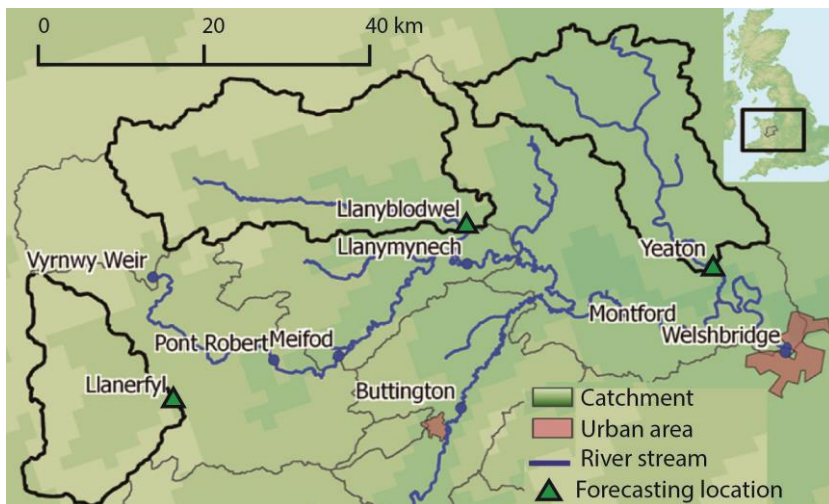 0 20 40 km
Llanyblodwel
Llanymynech
Yeaton
Vyrnwy Weir
Montford
Welshbridge
Pont Robert
Meifod
Llanerfyl
Buttington
Catchment
Urban area
River stream
Forecasting location